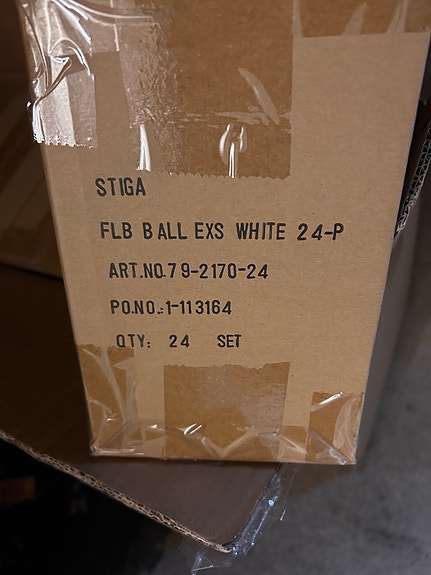 STIGA
FLB BALL EXS WHITE 24-P
ART.NO.79-2170-24
PO.NO.:1-113164
QTY: 24 SET